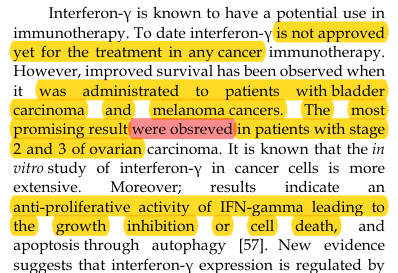 Interferon-γ is known to have a potential use in
immunotherapy. To date interferon-γ is not approved
yet for the treatment in any cancer immunotherapy.
However, improved survival has been observed when
it was administrated to patients with bladder
carcinoma and melanoma cancers. The most
promising result were obsreved in patients with stage
2 and 3 of ovarian carcinoma. It is known that the in
vitro study of interferon-γ in cancer cells is more
extensive. Moreover; results indicate an
anti-proliferative activity of IFN-gamma leading to
the growth inhibition or cell death, and
apoptosis through autophagy [57]. New evidence
suggests that interferon-γ expression is regulated by